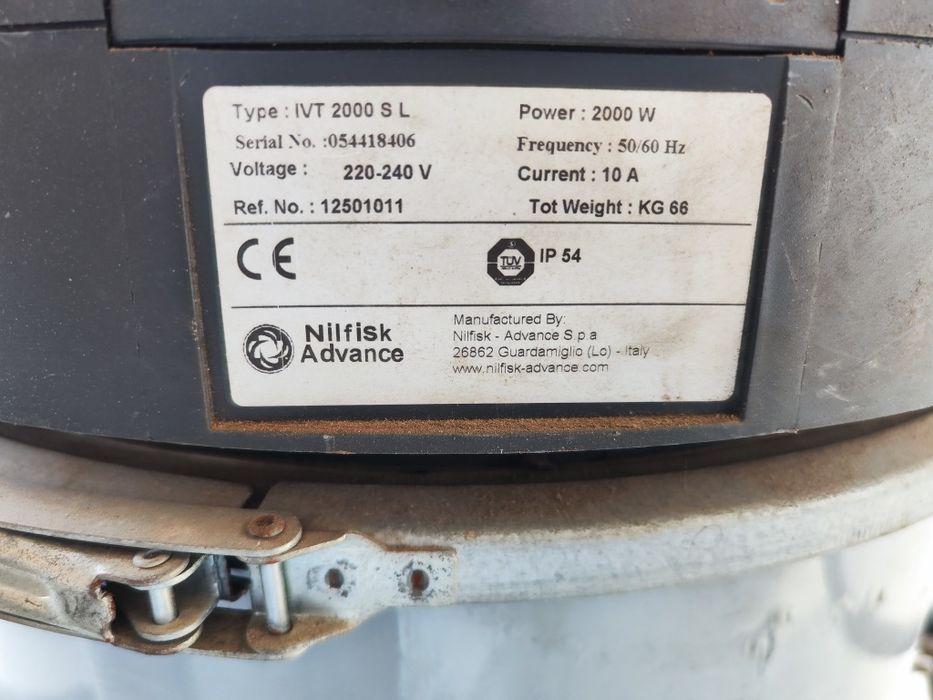 Type : IVT 2000 S L
Power : 2000 W
Serial No. :054418406
Frequency : 50/60 Hz
Voltage : 220-240 V
Current : 10 A
Ref. No. : 12501011
Tot Weight : KG 66
CE
TÜV
IP 54
Nilfisk
Advance
Manufactured By:
Nilfisk - Advance S.p.a
26862 Guardamiglio (Lo) - Italy
www.nilfisk-advance.com